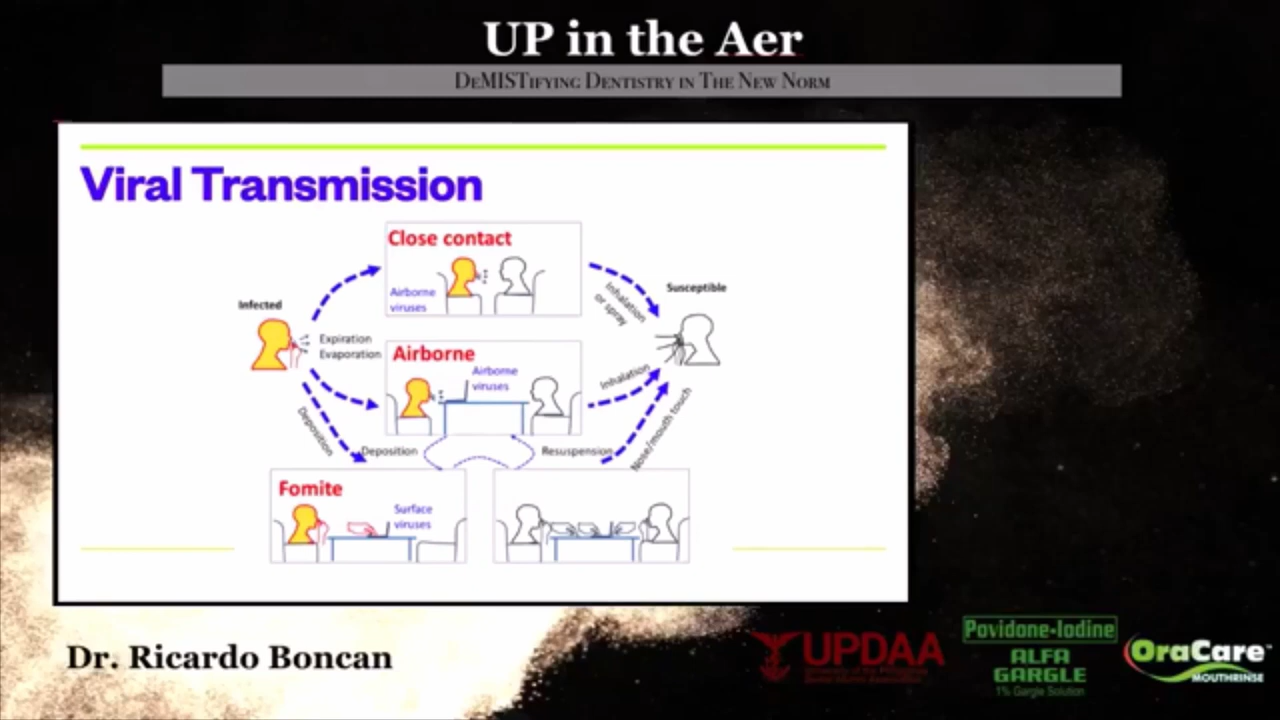 UP in the Aer
DeMISTifying Dentistry in The New Norm
Viral Transmission
Close contact
Airborne
viruses
Inhalation
or spray
Infected
Susceptible
Expiration
Evaporation
Airborne
Airborne
viruses
Inhalation
Deposition
Deposition
Resuspension
Nose/mouth touch
Fomite
Surface
viruses
Dr. Ricardo Boncan
UPDAA
Povidone-Iodine
ALFA
GARGLE
1% Gargle Solution
OraCare
MOUTHRINSE